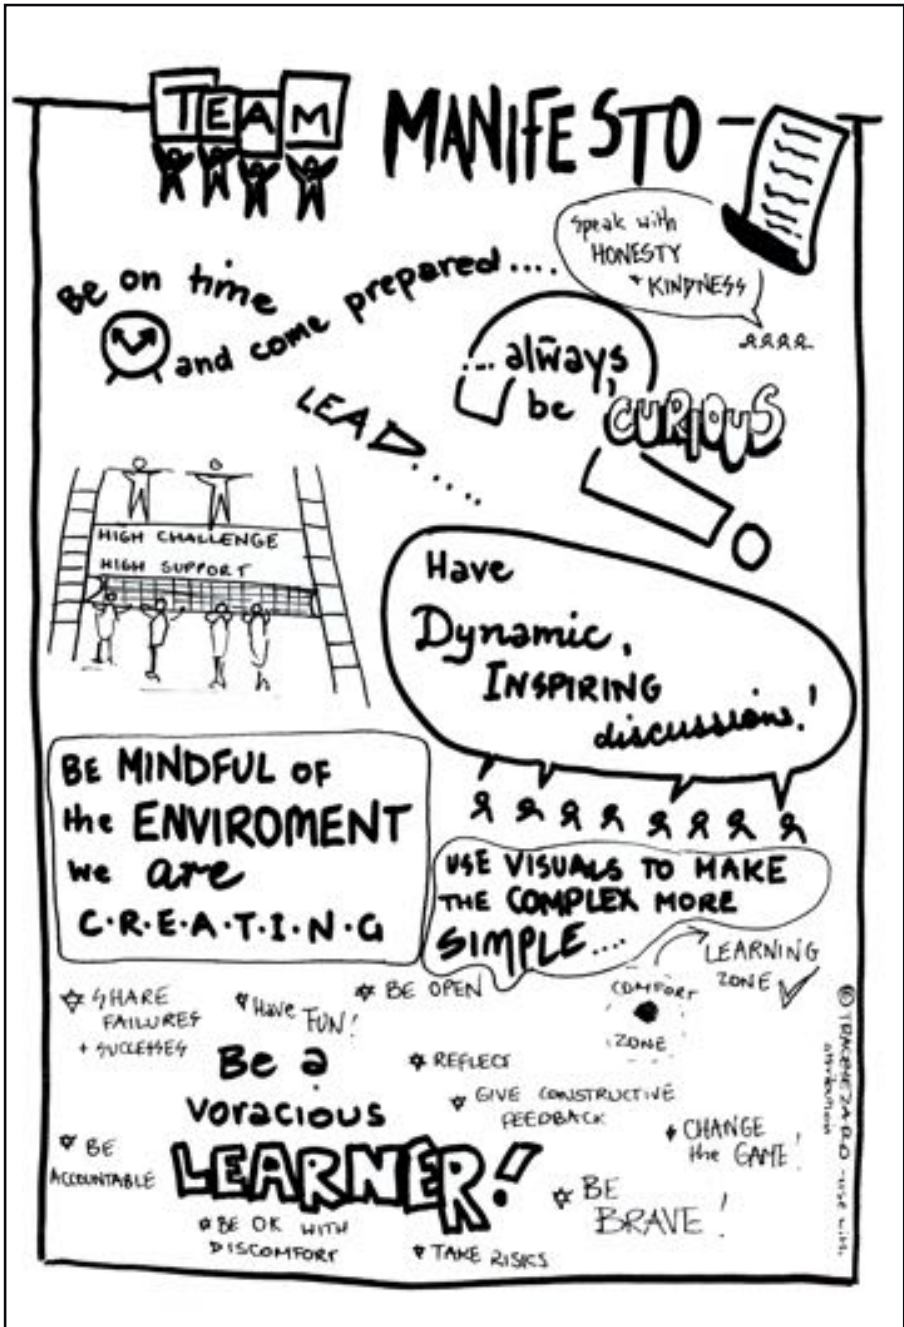 TEAM MANIFESTO
Speak with
HONESTY
+ KINDNESS
Be on time
and come prepared....
...always
be CURIOUS
LEAD.....
HIGH CHALLENGE
HIGH SUPPORT
Have
Dynamic,
INSPIRING
discussions!
BE MINDFUL OF
the ENVIROMENT
we are
C.R.E.A.T.I.N.G
USE VISUALS TO MAKE
THE COMPLEX MORE
SIMPLE....
LEARNING
ZONE
COMFORT
ZONE
SHARE
FAILURES
+ SUCCESSES
Have FUN!
BE OPEN
Be a
voracious
LEARNER!
REFLECT
GIVE CONSTRUCTIVE
FEEDBACK
CHANGE
the GAME!
BE
ACCOUNTABLE
BE
BRAVE!
BE OK WITH
DISCOMFORT
TAKE RISKS
attribution